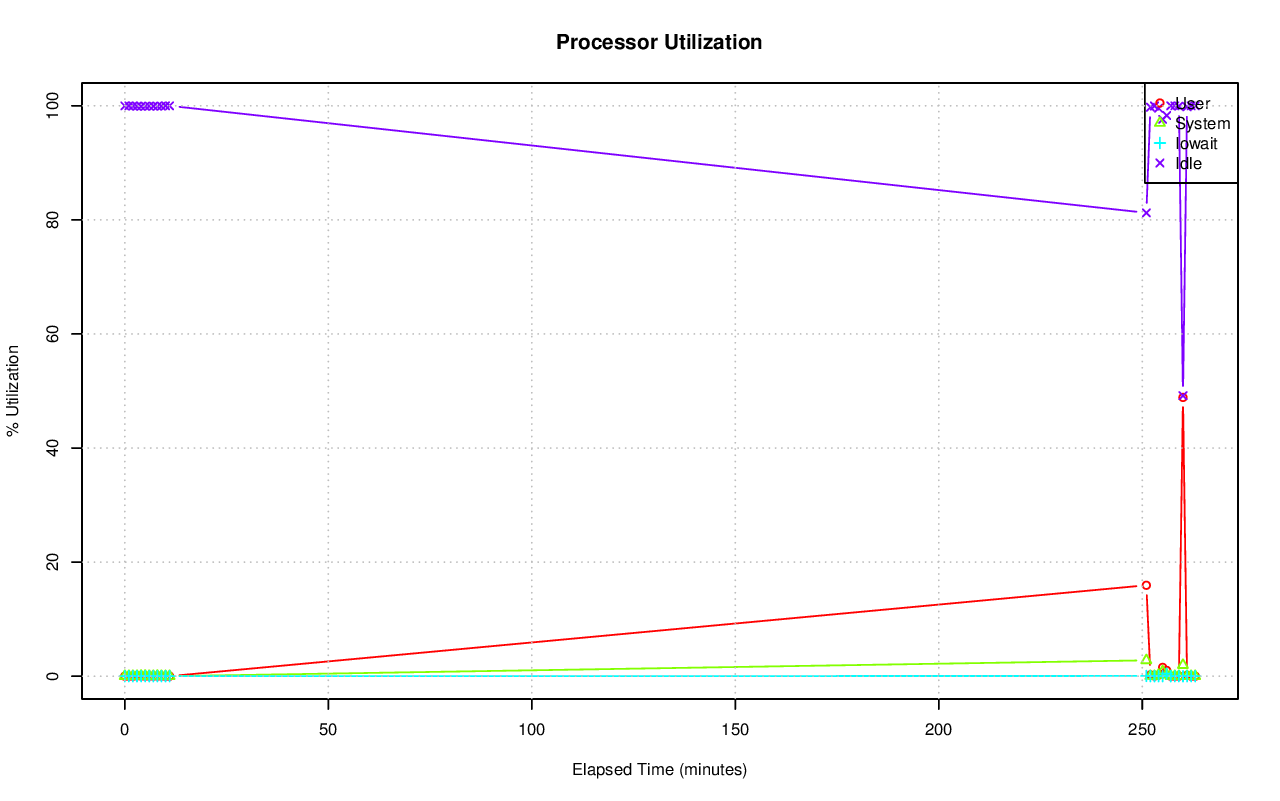 Processor Utilization
100
80
60
40
20
0
% Utilization
User
System
Iowait
Idle
0 50 100 150 200 250
Elapsed Time (minutes)